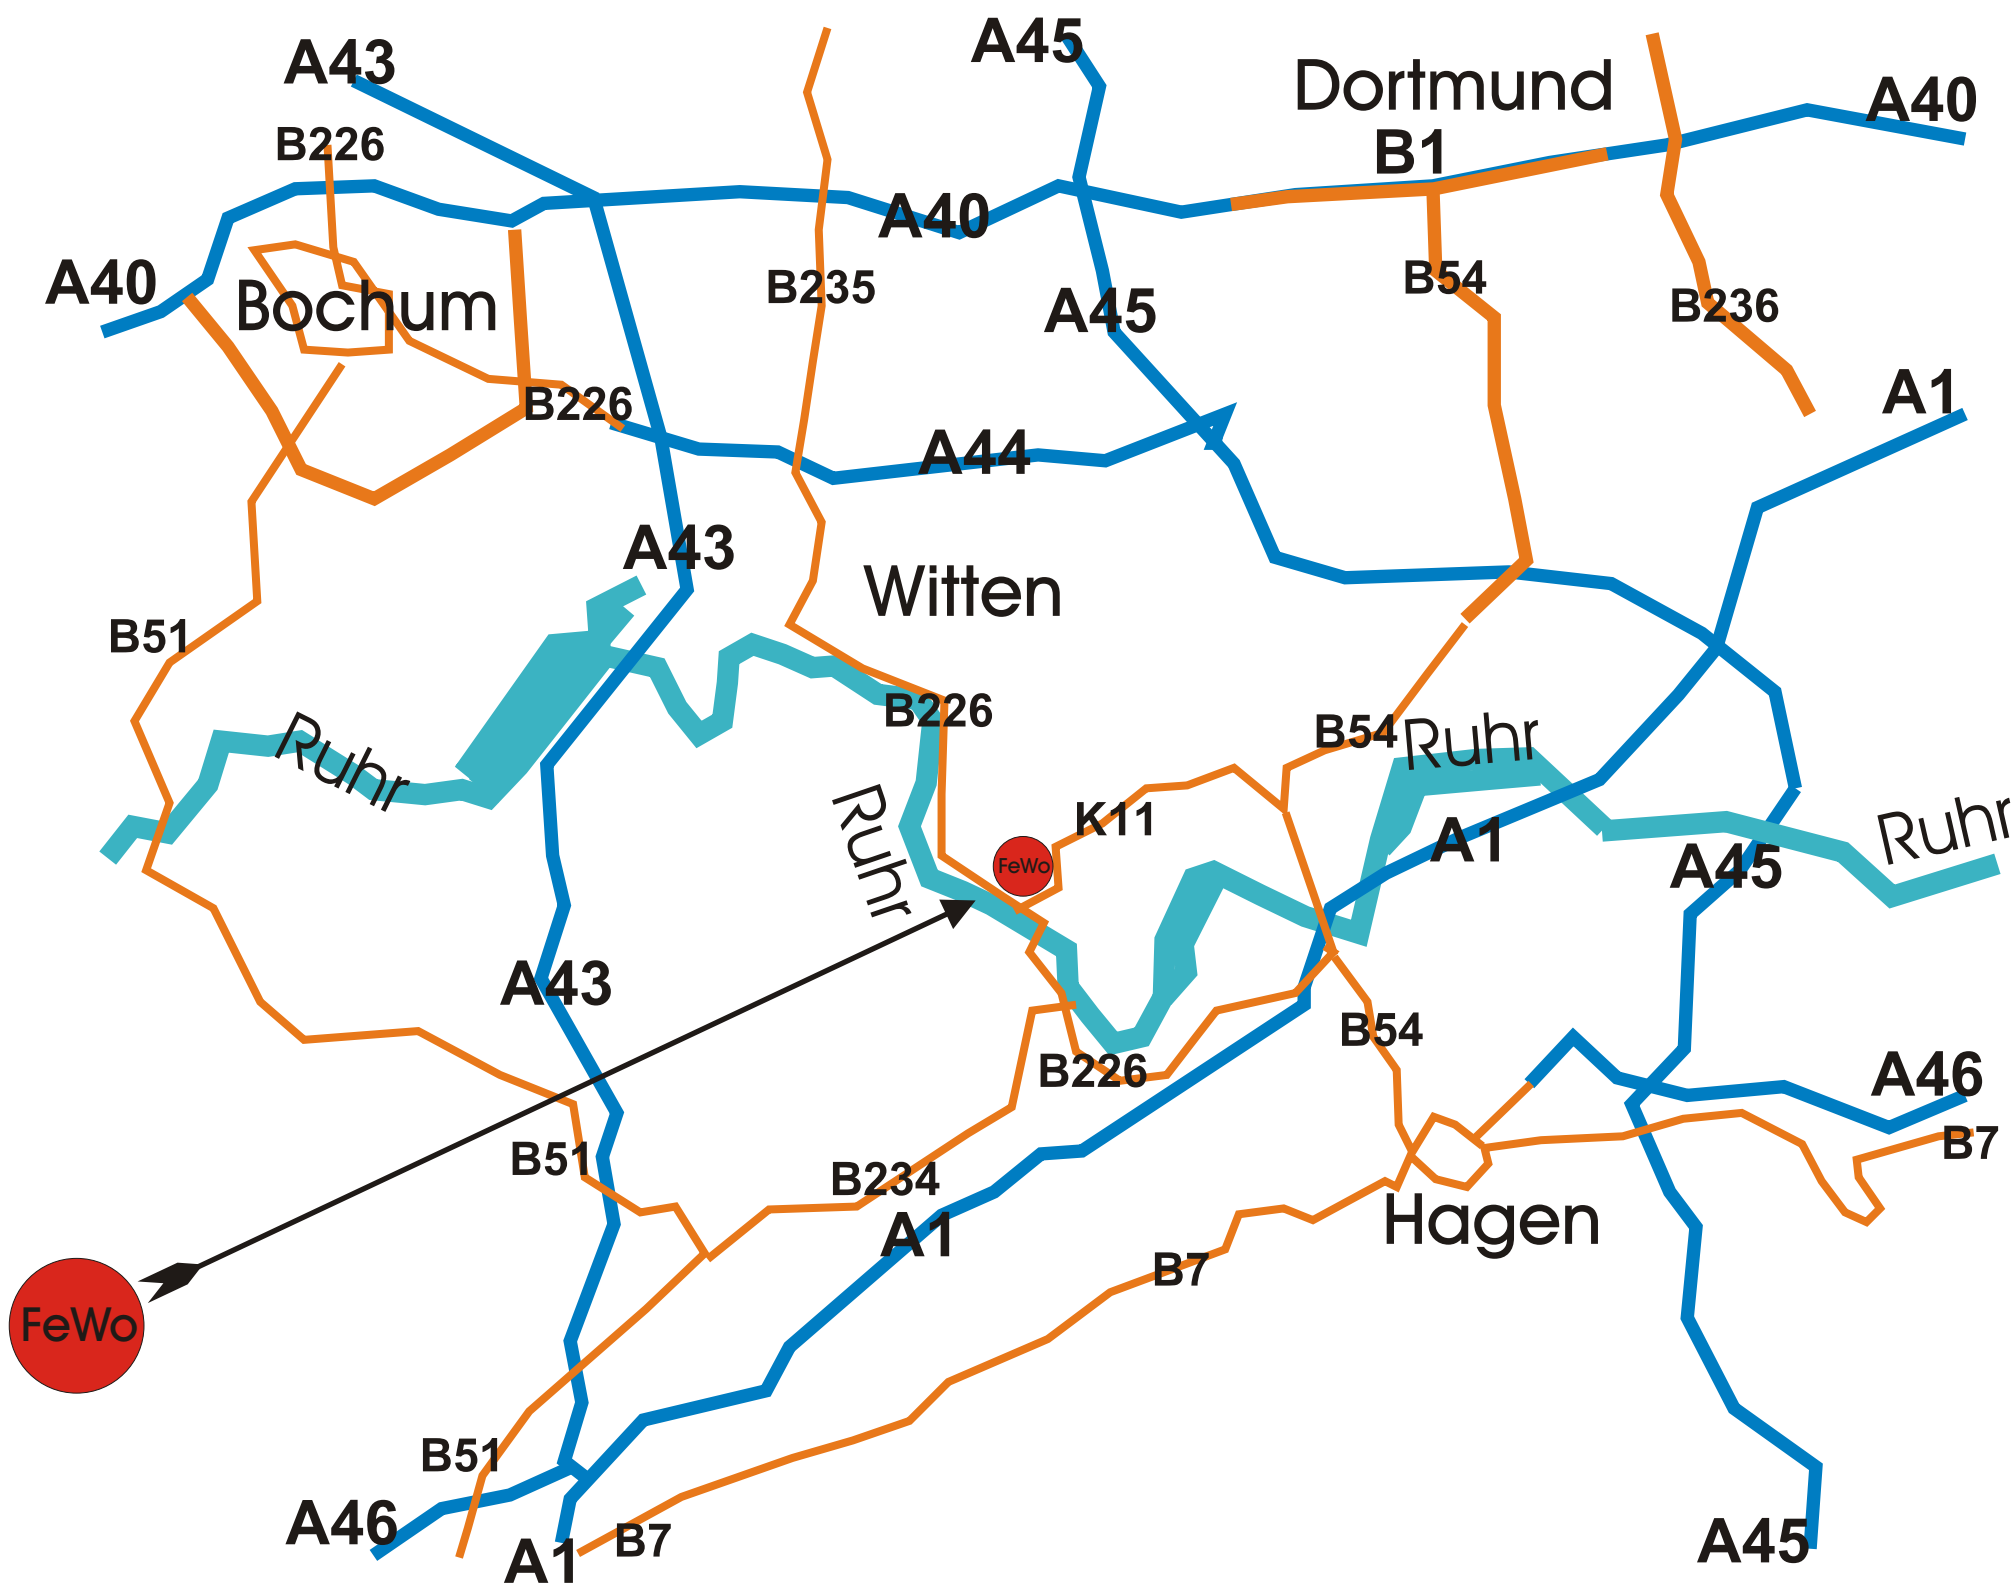 A45
A43
Dortmund
A40
B226
B1
A40
A40
B235
B54
Bochum
A45
B236
A1
B226
A44
A43
Witten
B51
B226
B54
Ruhr
Ruhr
Ruhr
K11
A1
Ruhr
FeWo
A45
A43
B54
B226
A46
B7
B51
B234
Hagen
A1
B7
FeWo
B51
A46
B7
A45
A1